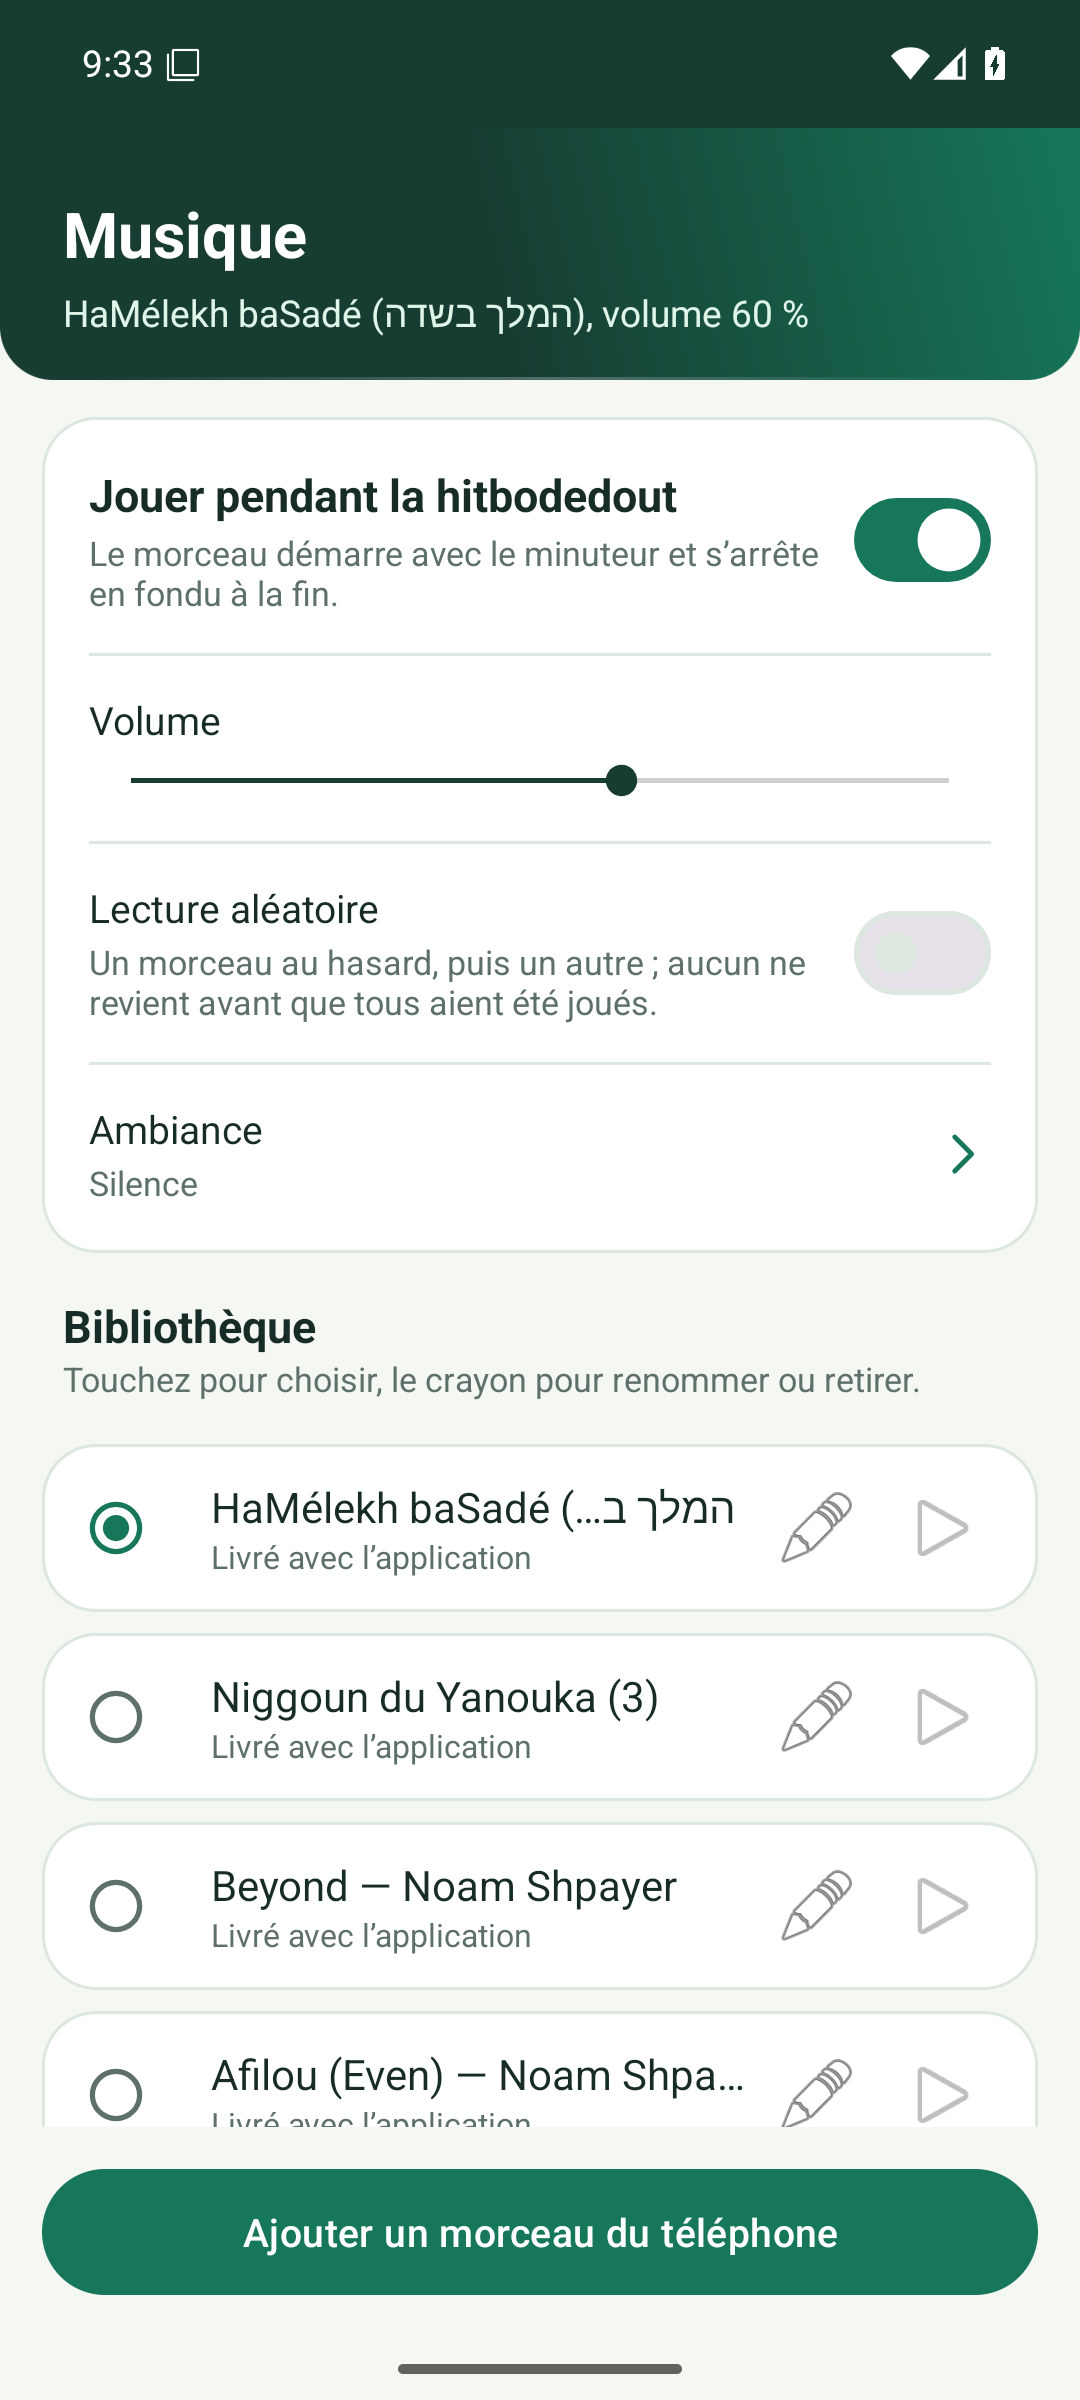 9:33
Musique
HaMélekh baSadé (המלך בשדה), volume 60 %
Jouer pendant la hitbodedout
Le morceau démarre avec le minuteur et s’arrête
en fondu à la fin.
Volume
Lecture aléatoire
Un morceau au hasard, puis un autre ; aucun ne
revient avant que tous aient été joués.
Ambiance
Silence
Bibliothèque
Touchez pour choisir, le crayon pour renommer ou retirer.
HaMélekh baSadé (המלך ב…
Livré avec l’application
Niggoun du Yanouka (3)
Livré avec l’application
Beyond — Noam Shpayer
Livré avec l’application
Afilou (Even) — Noam Shpa…
Livré avec l’application
Ajouter un morceau du téléphone